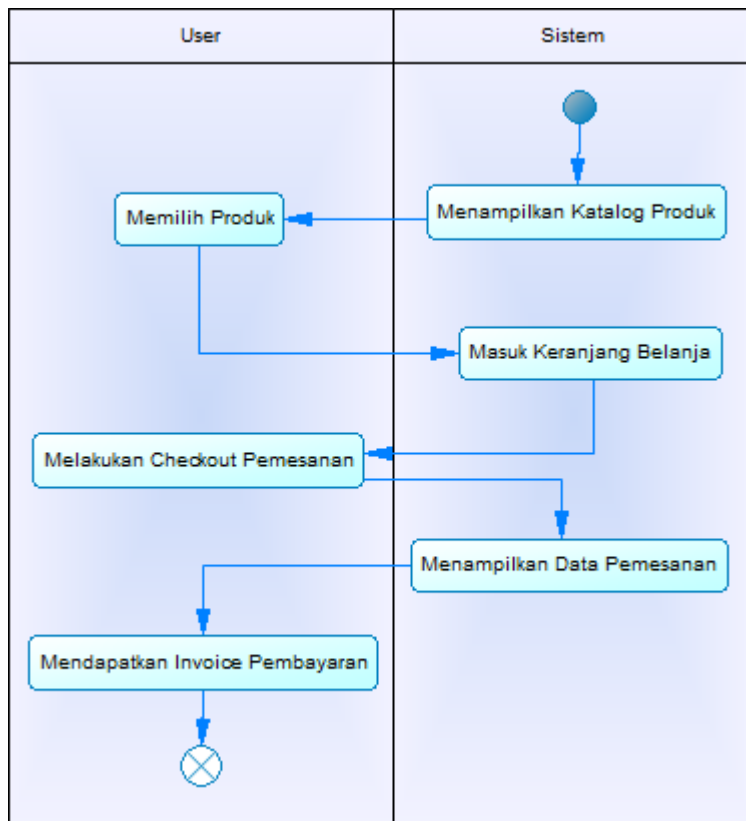 User
Sistem
Menampilkan Katalog Produk
Memilih Produk
Masuk Keranjang Belanja
Melakukan Checkout Pemesanan
Menampilkan Data Pemesanan
Mendapatkan Invoice Pembayaran